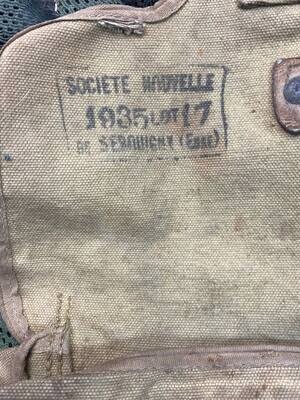 SOCIETE NOUVELLE
1935 LOT 17
DE SERQUIGNY (EURE)